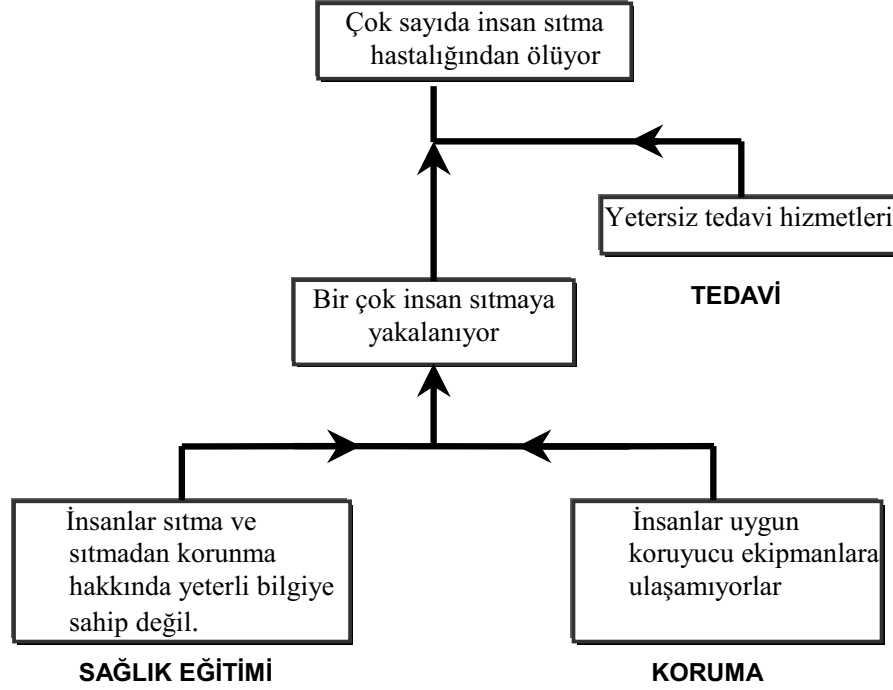 Çok sayıda insan sıtma
hastalığından ölüyor
Yetersiz tedavi hizmetleri
TEDAVİ
Bir çok insan sıtmaya
yakalanıyor
İnsanlar sıtma ve
sıtmadan korunma
hakkında yeterli bilgiye
sahip değil.
SAĞLIK EĞİTİMİ
İnsanlar uygun
koruyucu ekipmanlara
ulaşamıyorlar
KORUMA